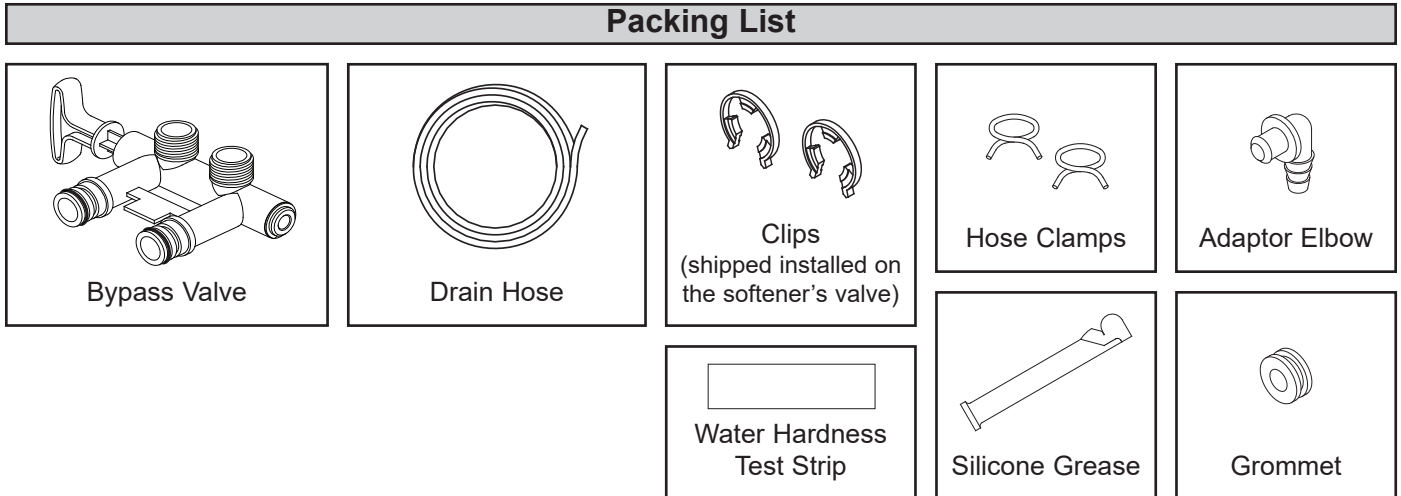 Packing List
Bypass Valve
Drain Hose
Clips
(shipped installed on
the softener’s valve)
Hose Clamps
Adaptor Elbow
Water Hardness
Test Strip
Silicone Grease
Grommet